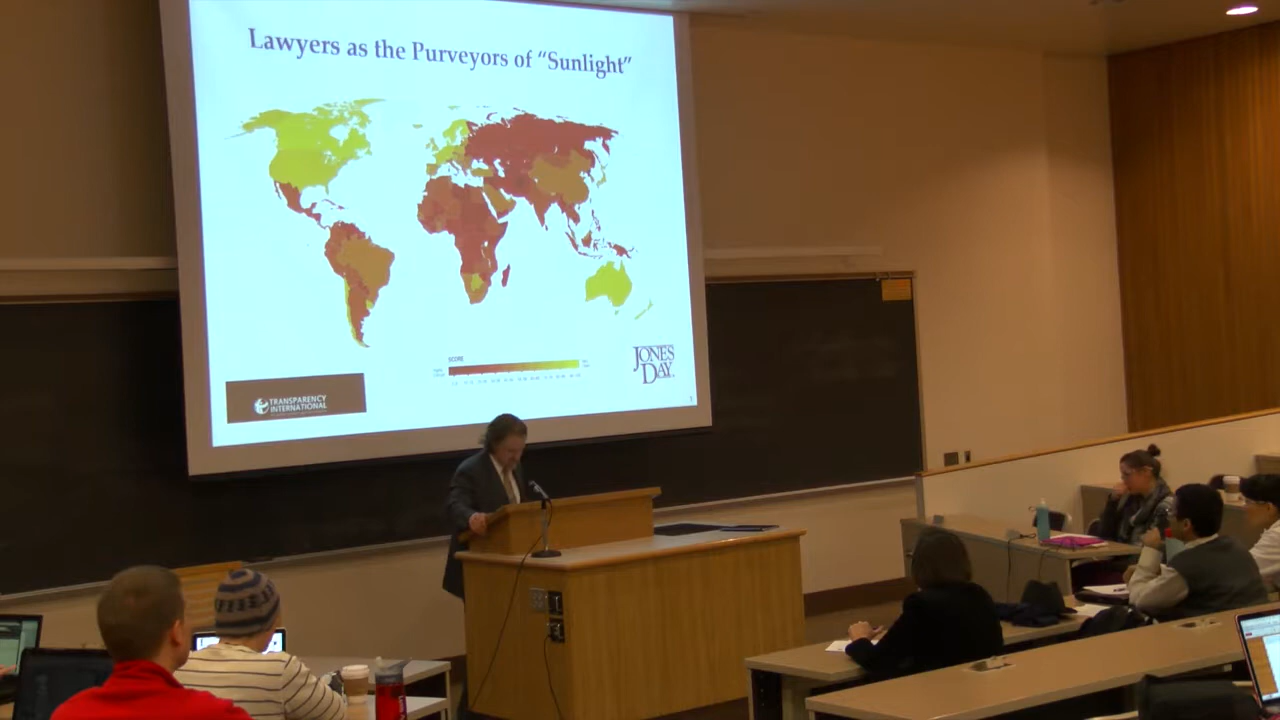 Lawyers as the Purveyors of “Sunlight”
SCORE
JONES
DAY
TRANSPARENCY
INTERNATIONAL